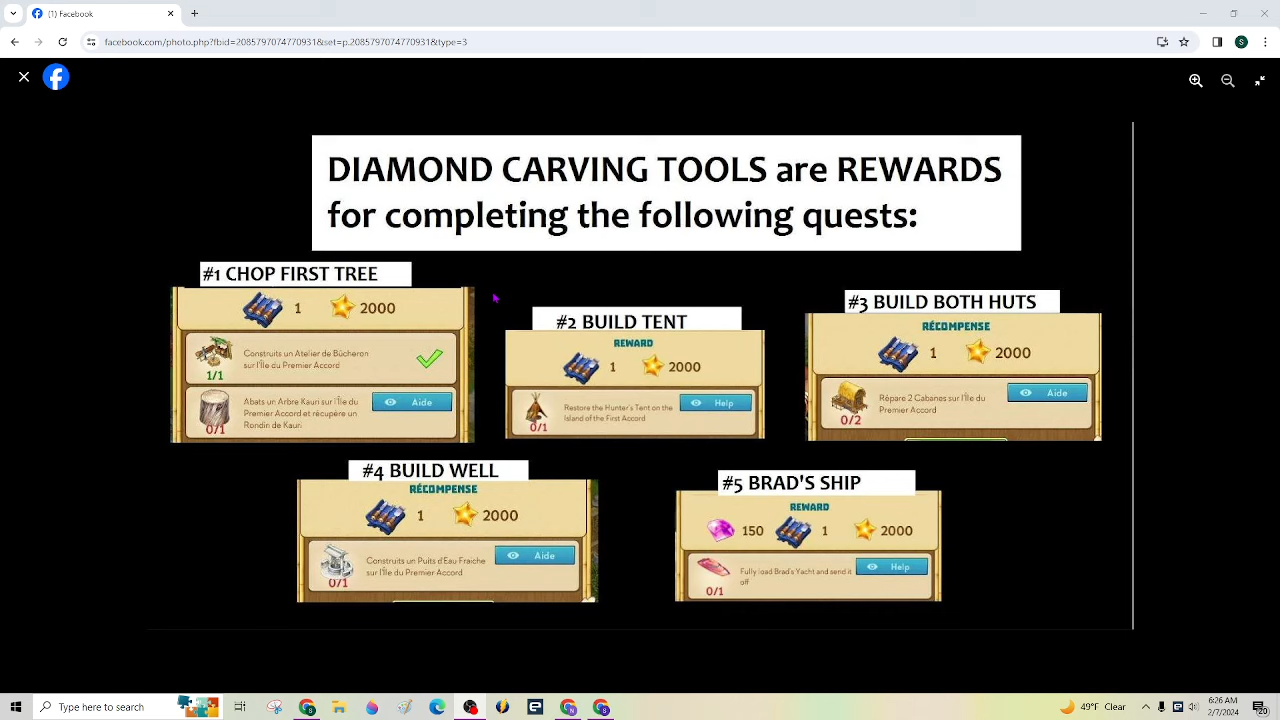 (1) Facebook
facebook.com/photo.php?fbid=2085797074770931&set=p.2085797074770931&type=3
S
DIAMOND CARVING TOOLS are REWARDS
for completing the following quests:
#1 CHOP FIRST TREE
1 2000
Construits un Atelier de Bûcheron
sur l'Île du Premier Accord
1/1
Abats un Arbre Kauri sur l'Île du
Premier Accord et récupère un
Rondin de Kauri.
Aide
0/1
#2 BUILD TENT
REWARD
1 2000
Restore the Hunter's Tent on the
Island of the First Accord
Help
0/1
#3 BUILD BOTH HUTS
RÉCOMPENSE
1 2000
Répare 2 Cabanes sur l'Île du
Premier Accord
Aide
0/2
#4 BUILD WELL
RÉCOMPENSE
1 2000
Construits un Puits d'Eau Fraîche
sur l'Île du Premier Accord
Aide
0/1
#5 BRAD'S SHIP
REWARD
150 1 2000
Fully load Brad's Yacht and send it
off
Help
0/1
Type here to search
49°F Clear
6:26 AM
2/7/2024